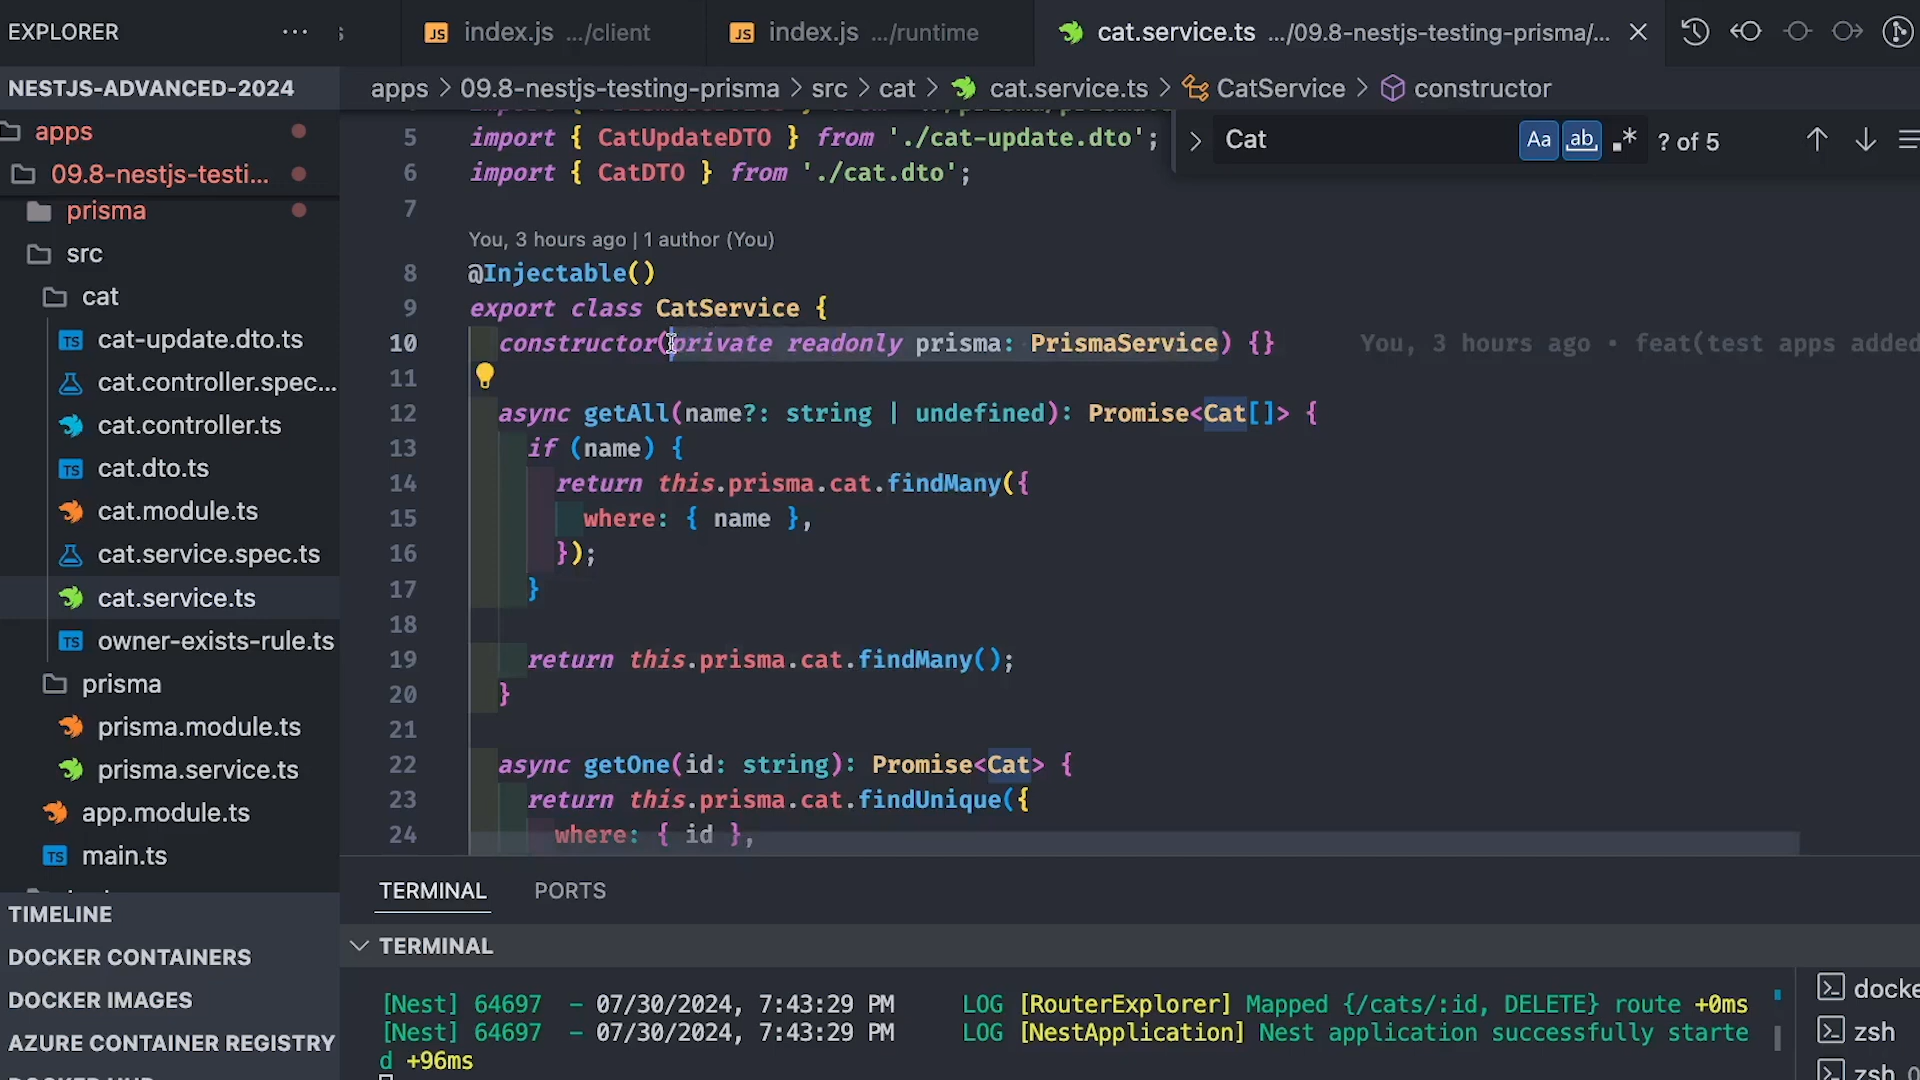 EXPLORER
index.js .../client
index.js .../runtime
cat.service.ts .../09.8-nestjs-testing-prisma/...
NESTJS-ADVANCED-2024
apps
09.8-nestjs-testi...
prisma
src
cat
cat-update.dto.ts
cat.controller.spec...
cat.controller.ts
cat.dto.ts
cat.module.ts
cat.service.spec.ts
cat.service.ts
owner-exists-rule.ts
prisma
prisma.module.ts
prisma.service.ts
app.module.ts
main.ts
TIMELINE
DOCKER CONTAINERS
DOCKER IMAGES
AZURE CONTAINER REGISTRY
apps > 09.8-nestjs-testing-prisma > src > cat > cat.service.ts > CatService > constructor
Cat
Aa ab .* ? of 5
5 import { CatUpdateDTO } from './cat-update.dto';
6 import { CatDTO } from './cat.dto';
7
You, 3 hours ago | 1 author (You)
8 @Injectable()
9 export class CatService {
10 constructor(private readonly prisma: PrismaService) {} You, 3 hours ago • feat(test apps added
11
12 async getAll(name?: string | undefined): Promise<Cat[]> {
13 if (name) {
14 return this.prisma.cat.findMany({
15 where: { name },
16 });
17 }
18
19 return this.prisma.cat.findMany();
20 }
21
22 async getOne(id: string): Promise<Cat> {
23 return this.prisma.cat.findUnique({
24 where: { id },
TERMINAL PORTS
TERMINAL
[Nest] 64697 - 07/30/2024, 7:43:29 PM LOG [RouterExplorer] Mapped {/cats/:id, DELETE} route +0ms
[Nest] 64697 - 07/30/2024, 7:43:29 PM LOG [NestApplication] Nest application successfully starte
d +96ms
docke
zsh
zsh